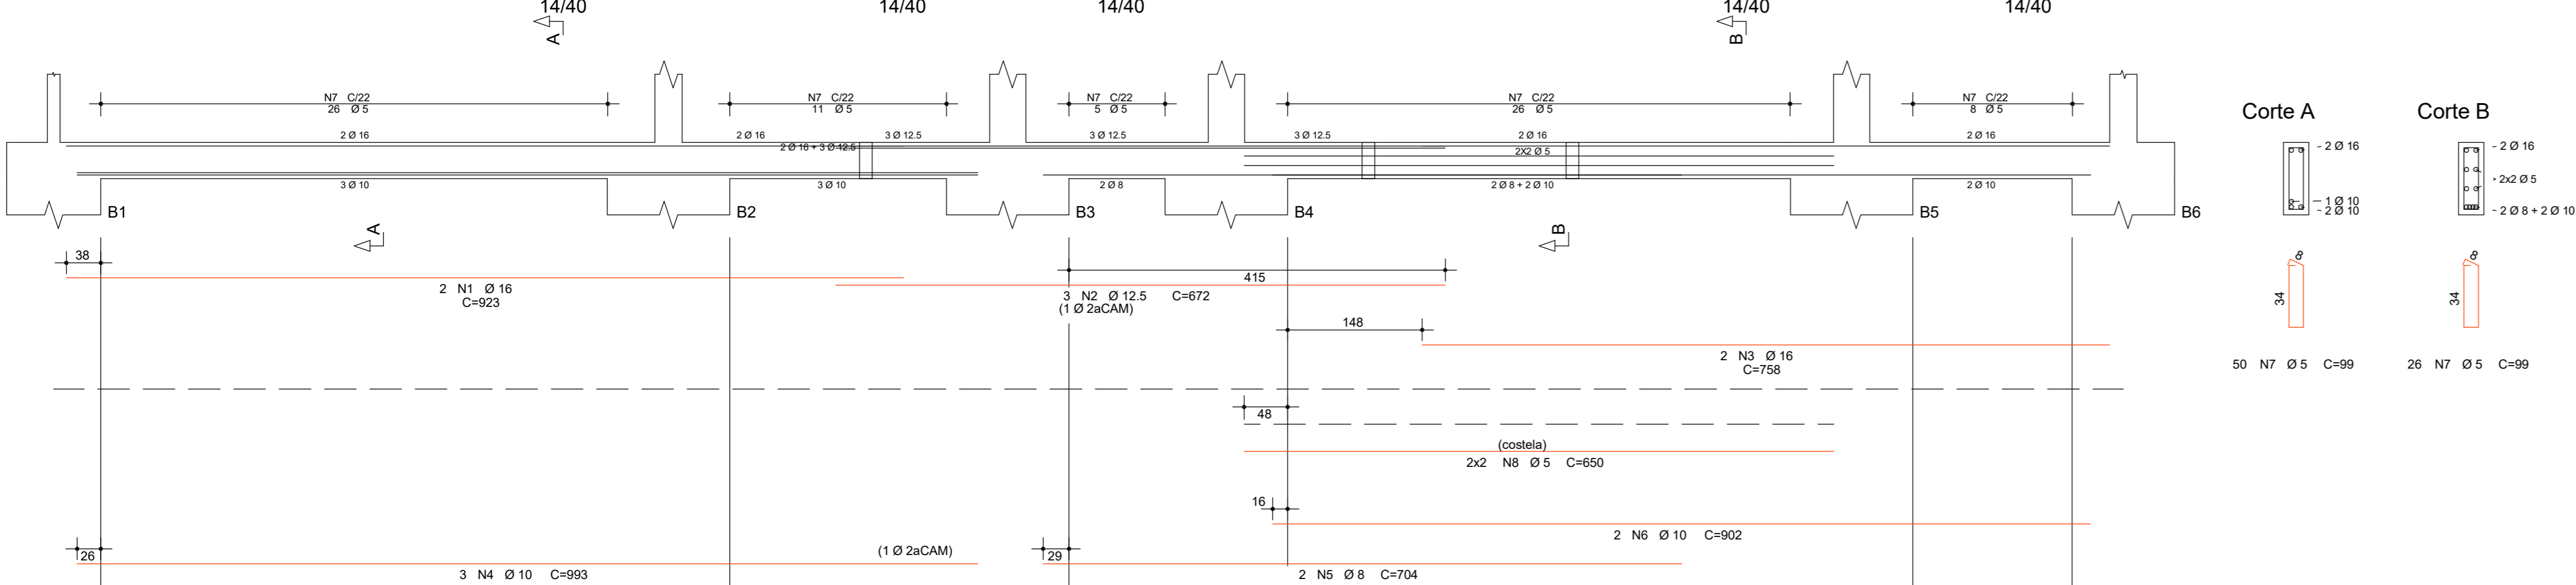 14/40 14/40 14/40 14/40 14/40
A B
N7 C/22 N7 C/22 N7 C/22 N7 C/22 N7 C/22
26 Ø 5 11 Ø 5 5 Ø 5 26 Ø 5 8 Ø 5
Corte A Corte B
2 Ø 16 2 Ø 16 3 Ø 12.5 3 Ø 12.5 3 Ø 12.5 2 Ø 16 2 Ø 16
2 Ø 16 + 3 Ø 12.5 2X2 Ø 5
2 Ø 16 2 Ø 16
2x2 Ø 5
3 Ø 10 3 Ø 10 2 Ø 8 2 Ø 8 + 2 Ø 10 2 Ø 10
1 Ø 10
2 Ø 10 2 Ø 8 + 2 Ø 10
B1 B2 B3 B4 B5 B6
A B
38
415
8 8
34 34
2 N1 Ø 16
C=923
3 N2 Ø 12.5 C=672
(1 Ø 2aCAM)
148
2 N3 Ø 16
C=758
50 N7 Ø 5 C=99 26 N7 Ø 5 C=99
48
(costela)
2x2 N8 Ø 5 C=650
16
2 N6 Ø 10 C=902
26 (1 Ø 2aCAM) 29
3 N4 Ø 10 C=993 2 N5 Ø 8 C=704